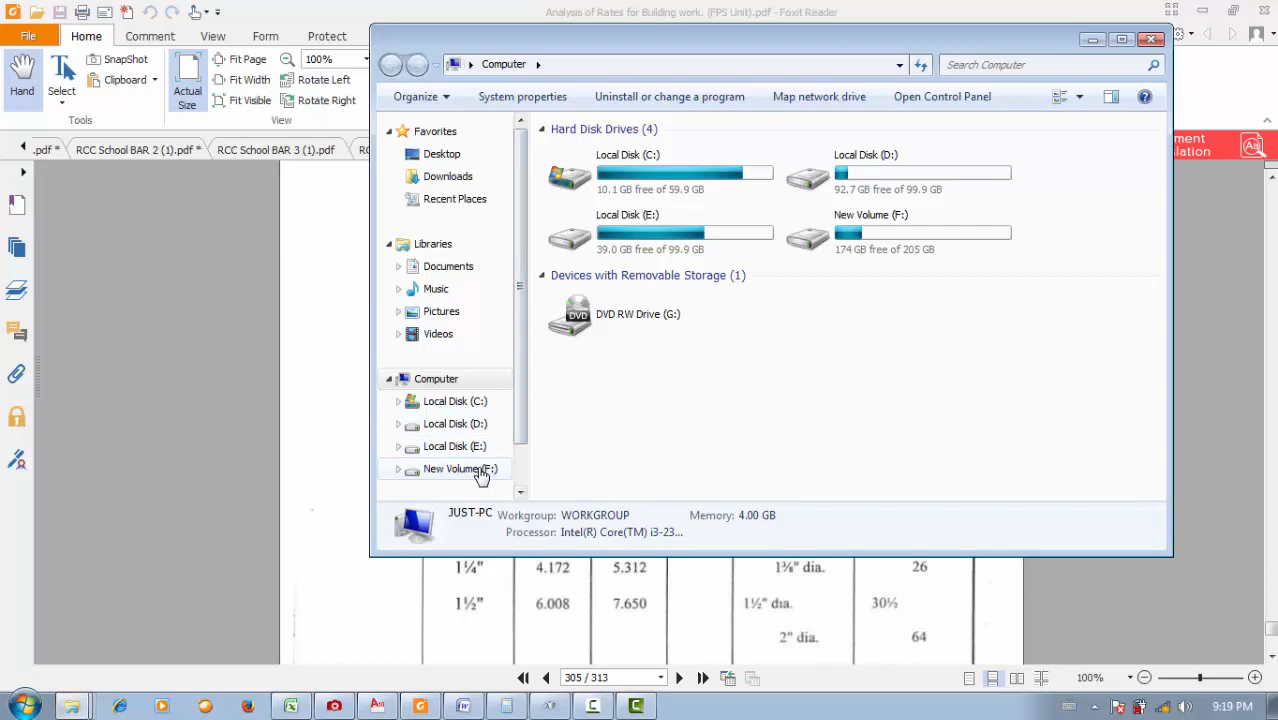 Analysis of Rates for Building work. (FPS Unit).pdf - Foxit Reader
File Home Comment View Form Protect
Hand
Select
SnapShot
Clipboard
Actual
Size
Fit Page
Fit Width
Fit Visible
100%
Rotate Left
Rotate Right
Tools
View
.pdf * RCC School BAR 2 (1).pdf * RCC School BAR 3 (1).pdf
ment
slation
Computer
Search Computer
Organize System properties Uninstall or change a program Map network drive Open Control Panel
Favorites
Desktop
Downloads
Recent Places
Libraries
Documents
Music
Pictures
Videos
Computer
Local Disk (C:)
Local Disk (D:)
Local Disk (E:)
New Volume (F:)
Hard Disk Drives (4)
Local Disk (C:)
10.1 GB free of 59.9 GB
Local Disk (D:)
92.7 GB free of 99.9 GB
Local Disk (E:)
39.0 GB free of 99.9 GB
New Volume (F:)
174 GB free of 205 GB
Devices with Removable Storage (1)
DVD
DVD RW Drive (G:)
JUST-PC Workgroup: WORKGROUP Memory: 4.00 GB
Processor: Intel(R) Core(TM) i3-23...
1¼" 4.172 5.312 1⅜" dia. 26
1½" 6.008 7.650 1½" dia. 30½
2" dia. 64
305 / 313
100%
9:19 PM